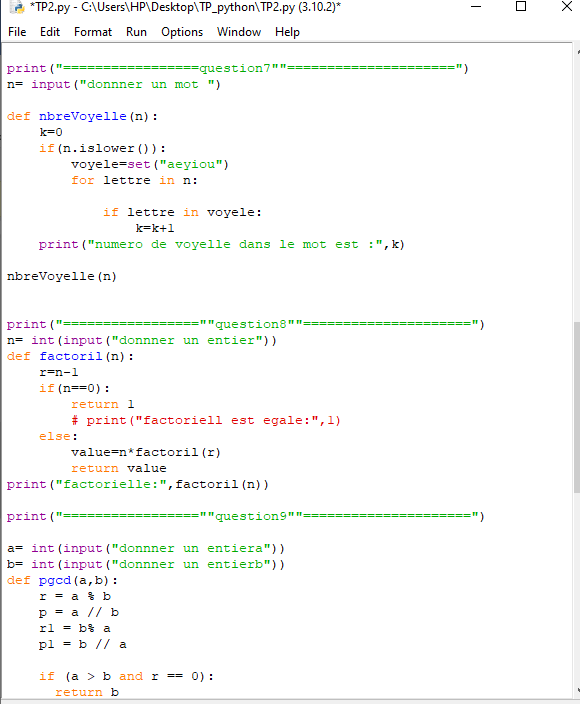 *TP2.py - C:\Users\HP\Desktop\TP_python\TP2.py (3.10.2)*
File Edit Format Run Options Window Help
print("=================question7""=====================")
n= input("donnner un mot ")
def nbreVoyelle(n):
    k=0
    if(n.islower()):
        voyele=set("aeyiou")
        for lettre in n:
            if lettre in voyele:
                k=k+1
    print("numero de voyelle dans le mot est :",k)
nbreVoyelle(n)
print("=================""question8""=====================")
n= int(input("donnner un entier"))
def factoril(n):
    r=n-1
    if(n==0):
        return 1
        # print("factoriell est egale:",1)
    else:
        value=n*factoril(r)
        return value
print("factorielle:",factoril(n))
print("=================""question9""=====================")
a= int(input("donnner un entiera"))
b= int(input("donnner un entierb"))
def pgcd(a,b):
    r = a % b
    p = a // b
    r1 = b% a
    p1 = b // a
    if (a > b and r == 0):
      return b